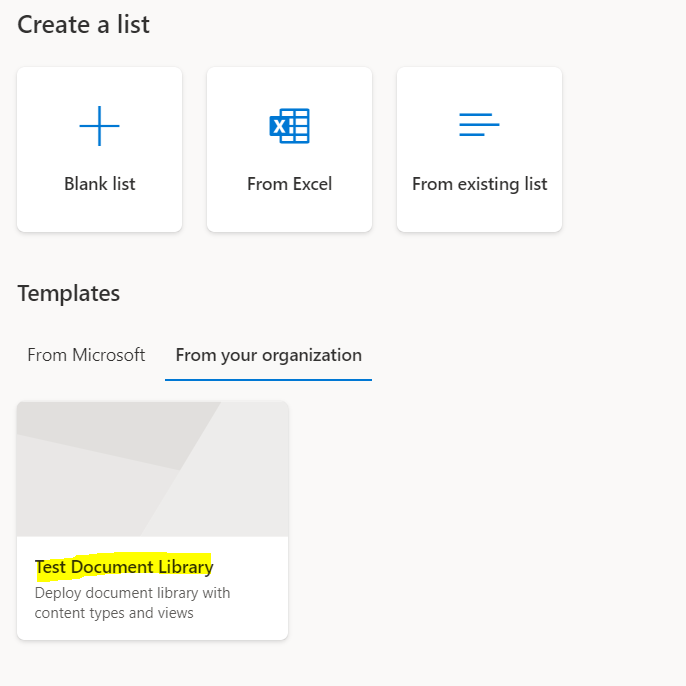 Create a list
Blank list
From Excel
From existing list
Templates
From Microsoft
From your organization
Test Document Library
Deploy document library with
content types and views